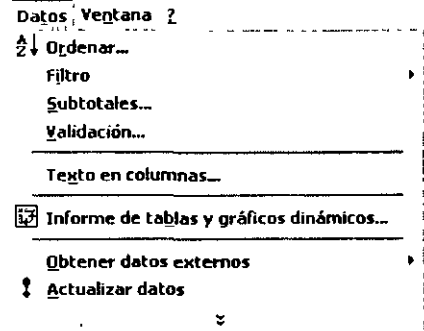 Datos Ventana ?
Ordenar...
Filtro
Subtotales...
Validación...
Texto en columnas...
Informe de tablas y gráficos dinámicos...
Obtener datos externos
Actualizar datos